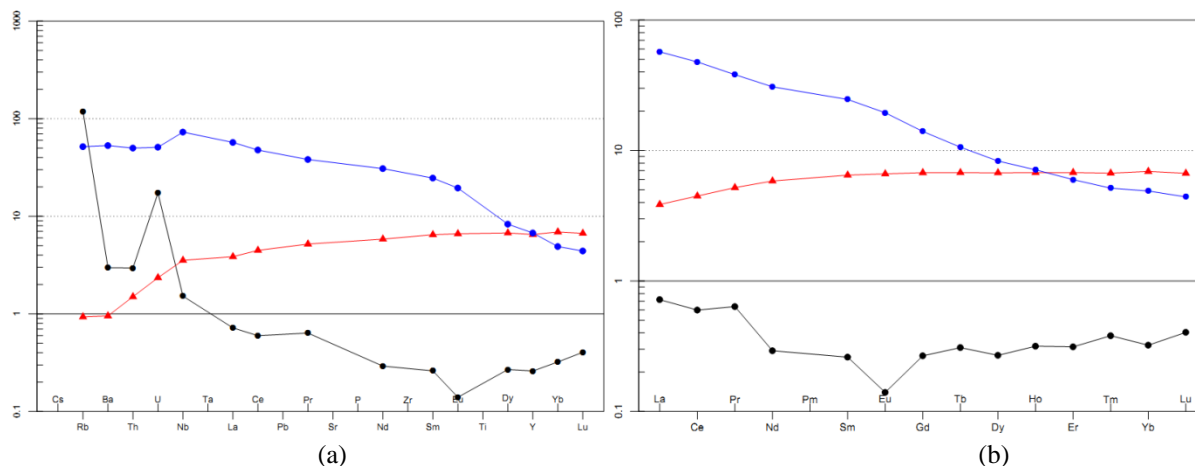 1000
100
10
1
0.1
Cs Ba Th U Nb Ta La Ce Pb Pr Sr P Nd Zr Sm Eu Ti Dy Y Yb Lu
Rb
(a)
100
10
1
0.1
La Pr Pm Eu Tb Ho Tm Lu
Ce Nd Sm Gd Dy Er Yb
(b)